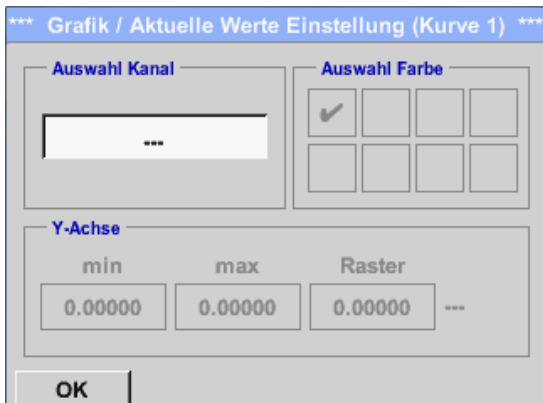 *** Grafik / Aktuelle Werte Einstellung (Kurve 1) ***
Auswahl Kanal
Auswahl Farbe
---
✔
Y-Achse
min max Raster
0.00000 0.00000 0.00000 ---
OK